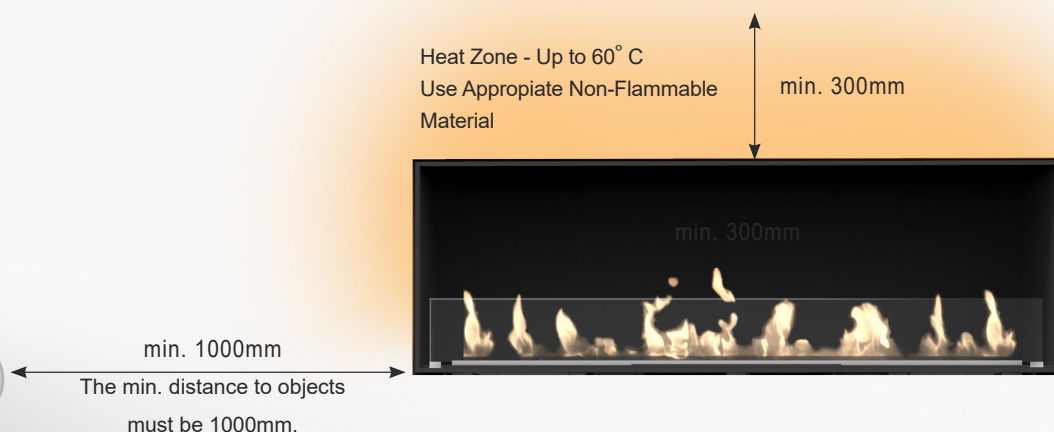 Heat Zone - Up to 60° C
Use Appropiate Non-Flammable
Material
min. 300mm
min. 300mm
min. 1000mm
The min. distance to objects
must be 1000mm.